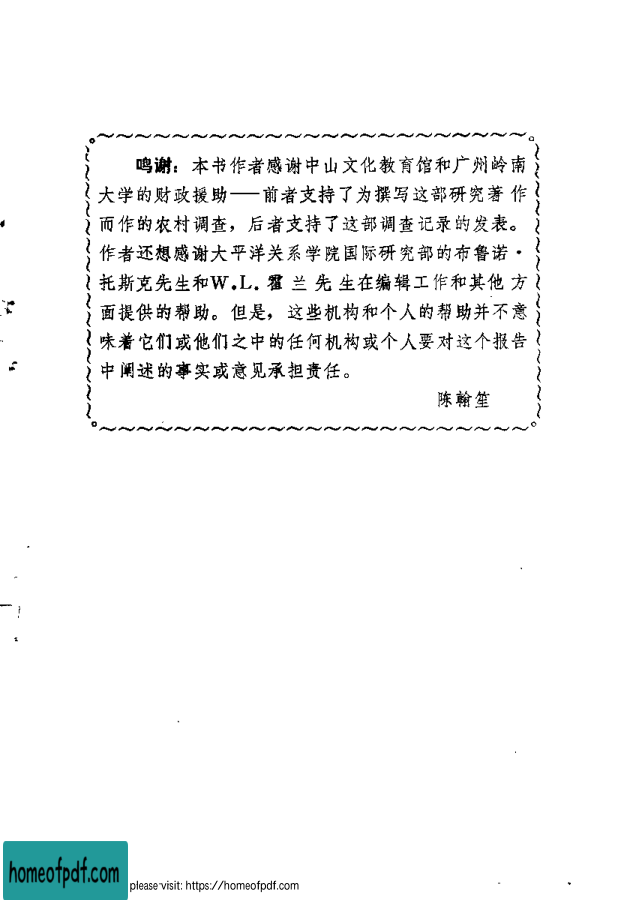 鸣谢：本书作者感谢中山文化教育馆和广州岭南
大学的财政援助——前者支持了为撰写这部研究著作
而作的农村调查，后者支持了这部调查记录的发表。
作者还想感谢大平洋关系学院国际研究部的布鲁诺·
托斯克先生和W.L.霍兰先生在编辑工作和其他方
面提供的帮助。但是，这些机构和个人的帮助并不意
味着它们或他们之中的任何机构或个人要对这个报告
中阐述的事实或意见承担责任。
陈翰笙
homeofpdf.com
please visit: https://homeofpdf.com